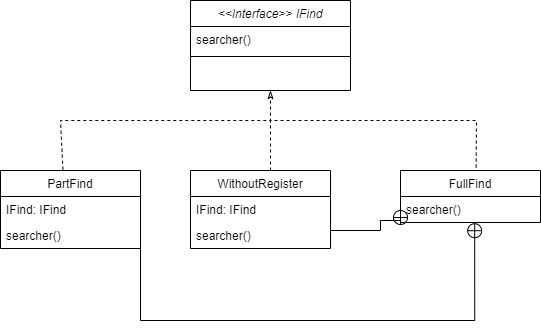 <<Interface>> IFind
searcher()
PartFind
IFind: IFind
searcher()
WithoutRegister
IFind: IFind
searcher()
FullFind
searcher()